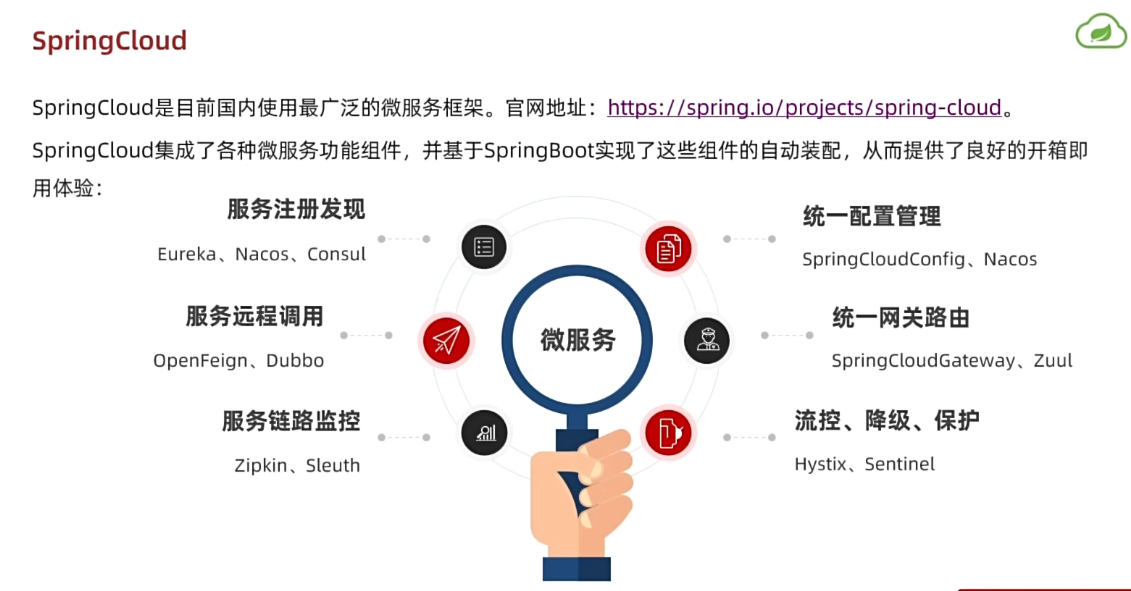 SpringCloud
SpringCloud是目前国内使用最广泛的微服务框架。官网地址：https://spring.io/projects/spring-cloud。
SpringCloud集成了各种微服务功能组件，并基于SpringBoot实现了这些组件的自动装配，从而提供了良好的开箱即
用体验：
服务注册发现
Eureka、Nacos、Consul
统一配置管理
SpringCloudConfig、Nacos
服务远程调用
OpenFeign、Dubbo
微服务
统一网关路由
SpringCloudGateway、Zuul
服务链路监控
Zipkin、Sleuth
流控、降级、保护
Hystix、Sentinel